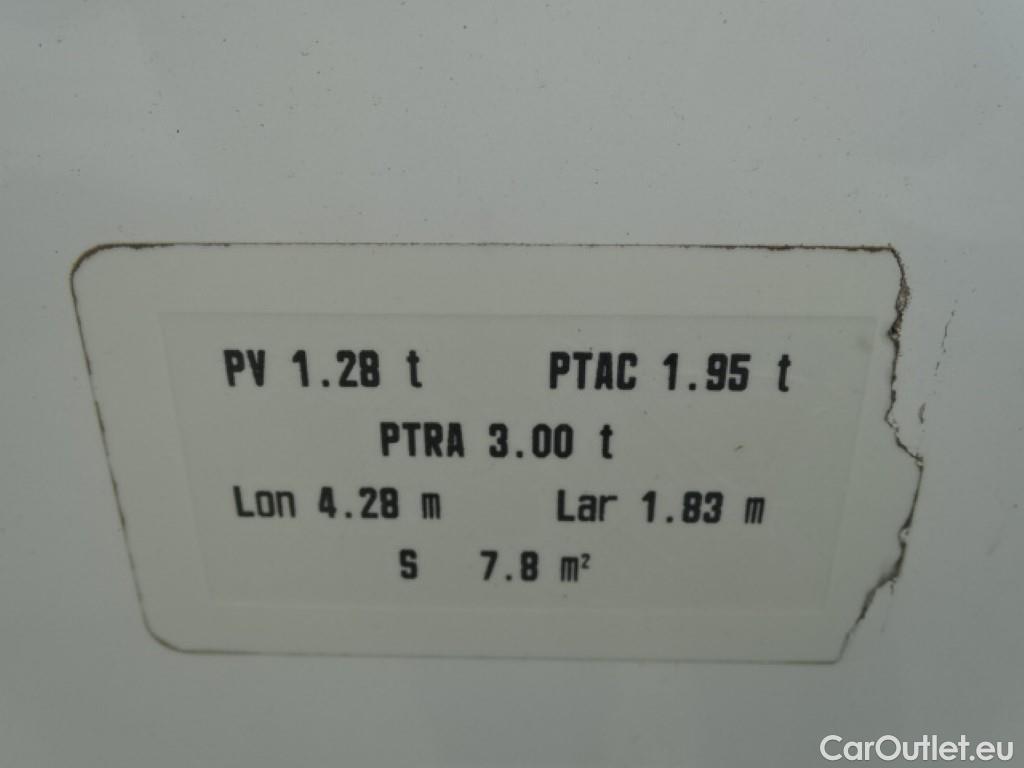 PV 1.28 t PTAC 1.95 t
PTRA 3.00 t
Lon 4.28 m Lar 1.83 m
S 7.8 m²
CarOutlet.eu